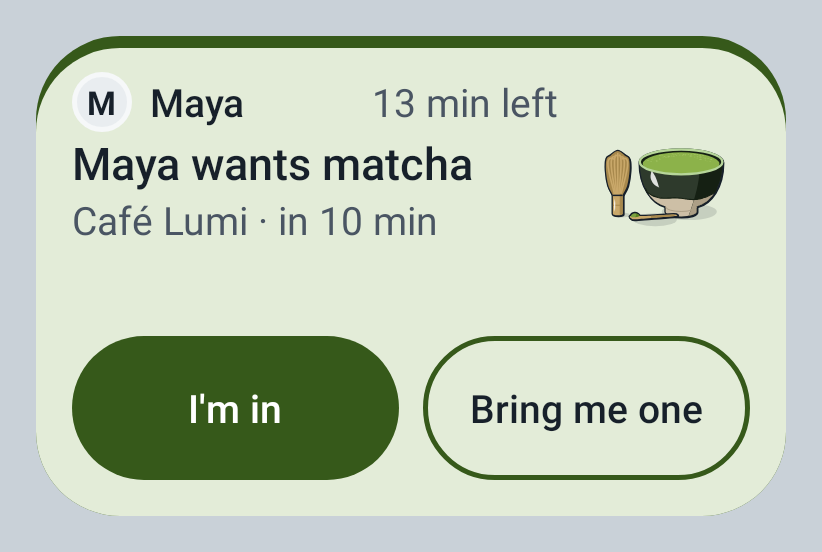 M Maya 13 min left
Maya wants matcha
Café Lumi · in 10 min
I'm in Bring me one